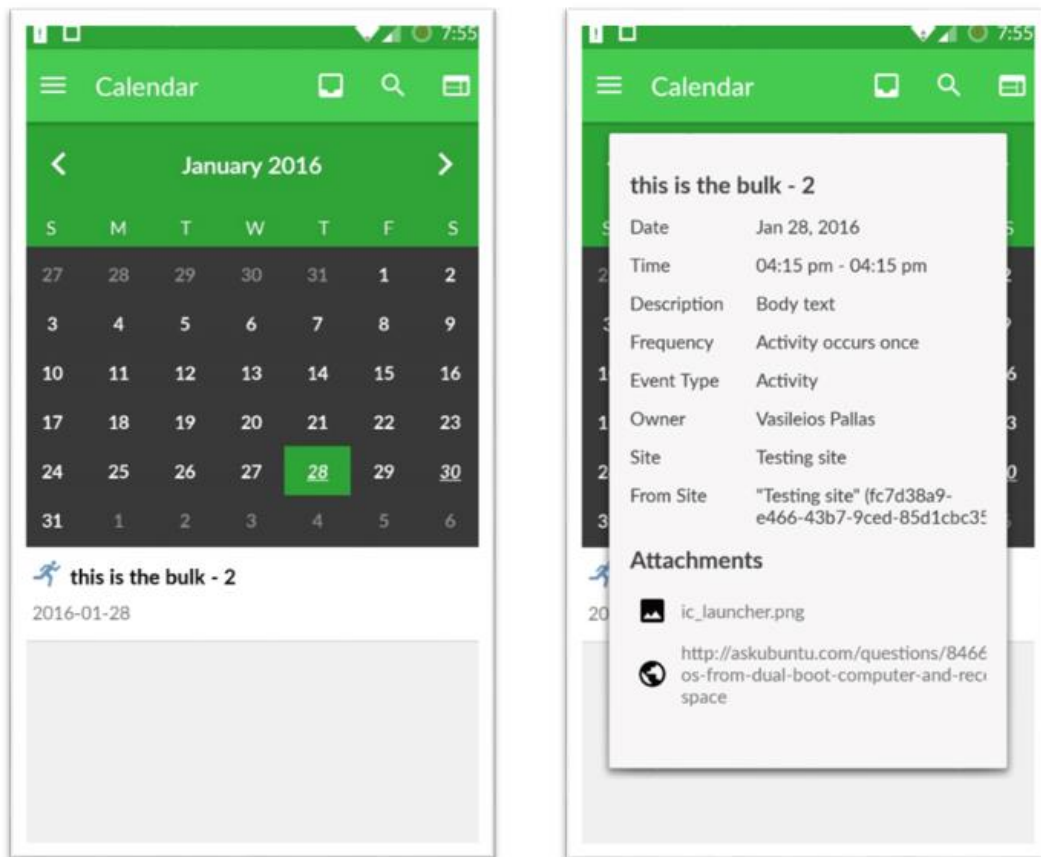 7:55
Calendar
January 2016
S M T W T F S
27 28 29 30 31 1 2
3 4 5 6 7 8 9
10 11 12 13 14 15 16
17 18 19 20 21 22 23
24 25 26 27 28 29 30
31 1 2 3 4 5 6
this is the bulk - 2
2016-01-28
7:55
Calendar
this is the bulk - 2
Date Jan 28, 2016
Time 04:15 pm - 04:15 pm
Description Body text
Frequency Activity occurs once
Event Type Activity
Owner Vasileios Pallas
Site Testing site
From Site "Testing site" (fc7d38a9-
e466-43b7-9ced-85d1cbc35
Attachments
ic_launcher.png
http://askubuntu.com/questions/8466
os-from-dual-boot-computer-and-rec
space